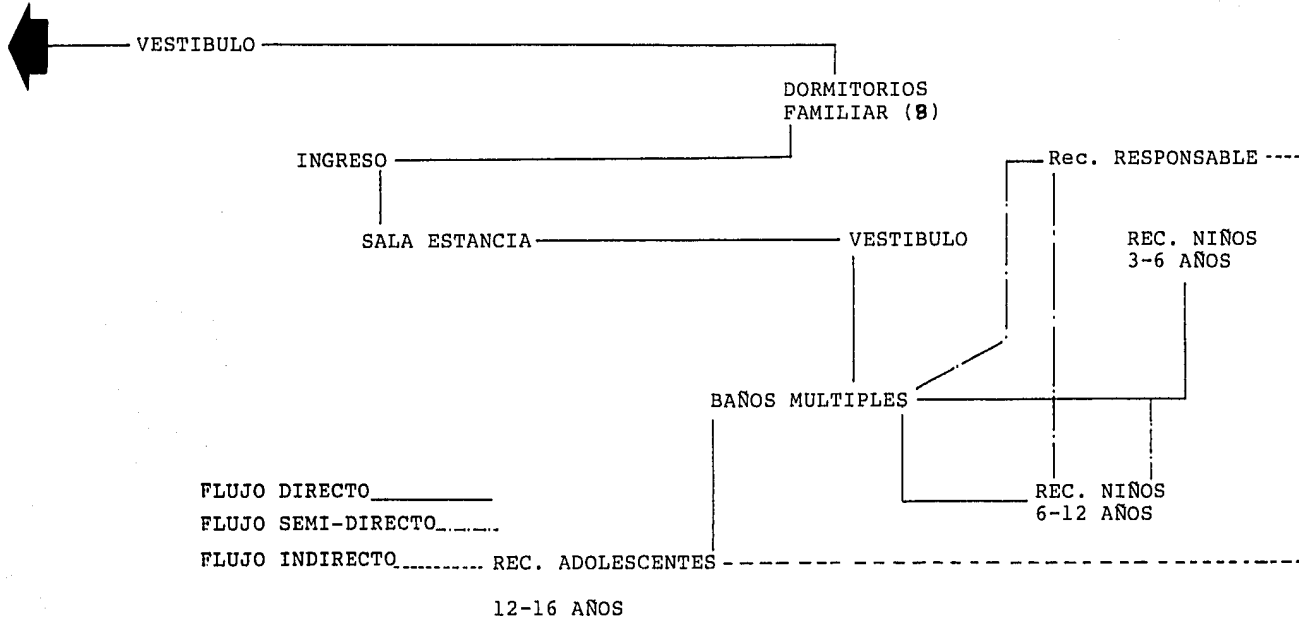 VESTIBULO
DORMITORIOS
FAMILIAR (8)
INGRESO
Rec. RESPONSABLE
SALA ESTANCIA
VESTIBULO
REC. NIÑOS
3-6 AÑOS
BAÑOS MULTIPLES
FLUJO DIRECTO
REC. NIÑOS
6-12 AÑOS
FLUJO SEMI-DIRECTO
FLUJO INDIRECTO
REC. ADOLESCENTES
12-16 AÑOS